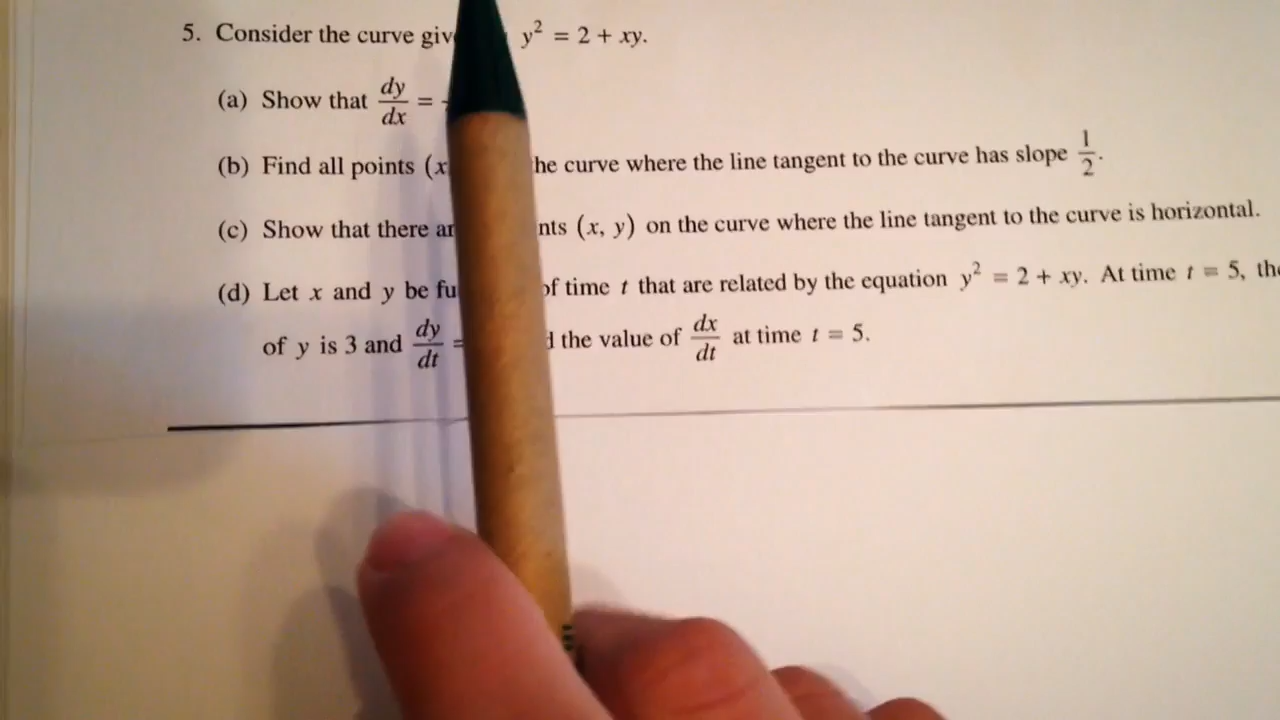 5. Consider the curve giv y² = 2 + xy.
(a) Show that dy/dx =
(b) Find all points (x he curve where the line tangent to the curve has slope 1/2.
(c) Show that there ar nts (x, y) on the curve where the line tangent to the curve is horizontal.
(d) Let x and y be fu of time t that are related by the equation y² = 2 + xy. At time t = 5, the
of y is 3 and dy/dt = the value of dx/dt at time t = 5.